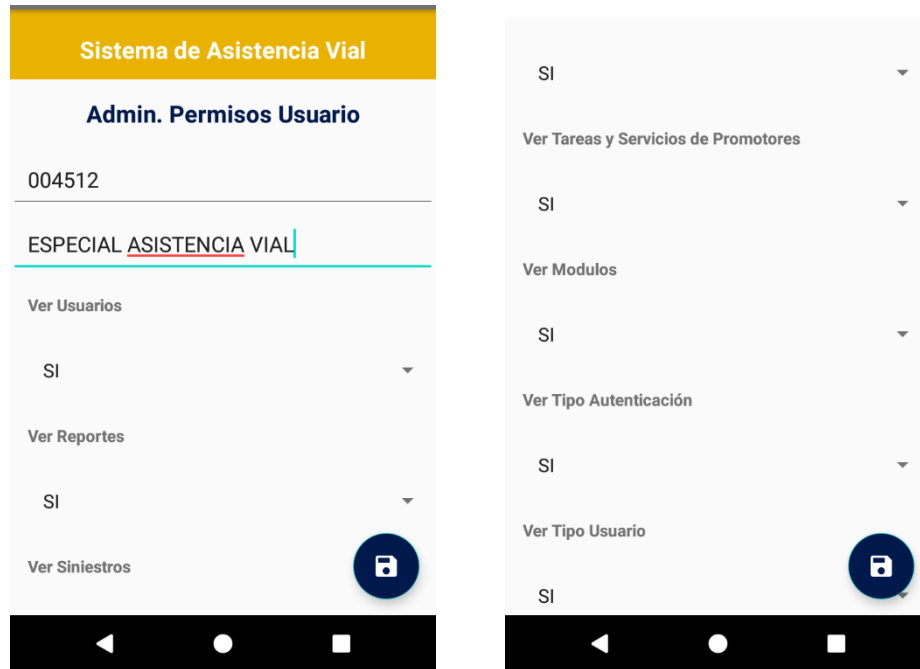 Sistema de Asistencia Vial
Admin. Permisos Usuario
004512
ESPECIAL ASISTENCIA VIAL
Ver Usuarios
SI
Ver Reportes
SI
Ver Siniestros
SI
Ver Tareas y Servicios de Promotores
SI
Ver Modulos
SI
Ver Tipo Autenticación
SI
Ver Tipo Usuario
SI